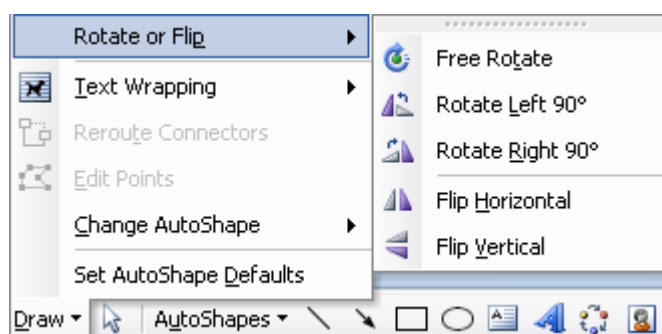 Rotate or Flip
Text Wrapping
Reroute Connectors
Edit Points
Change AutoShape
Set AutoShape Defaults
Free Rotate
Rotate Left 90°
Rotate Right 90°
Flip Horizontal
Flip Vertical
Draw AutoShapes